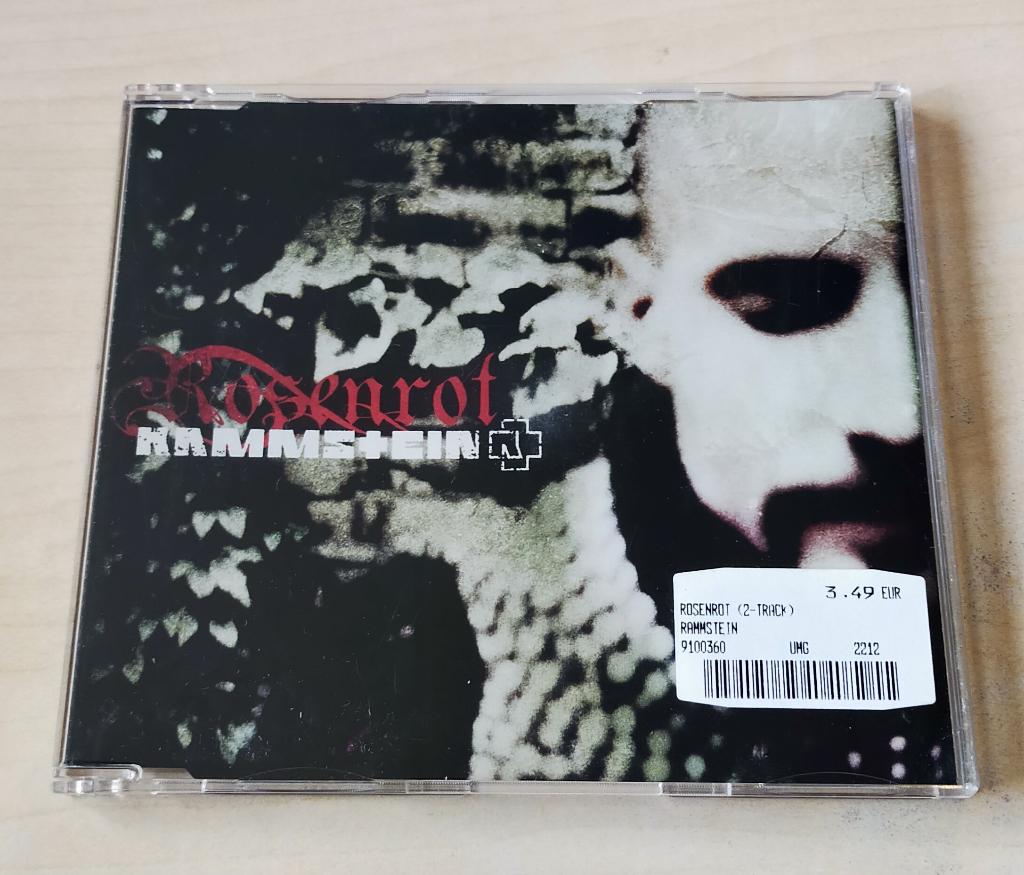 Rosenrot
RAMMSTEIN R
3.49 EUR
ROSENROT (2-TRACK)
RAMMSTEIN
9100360 UMG 2212